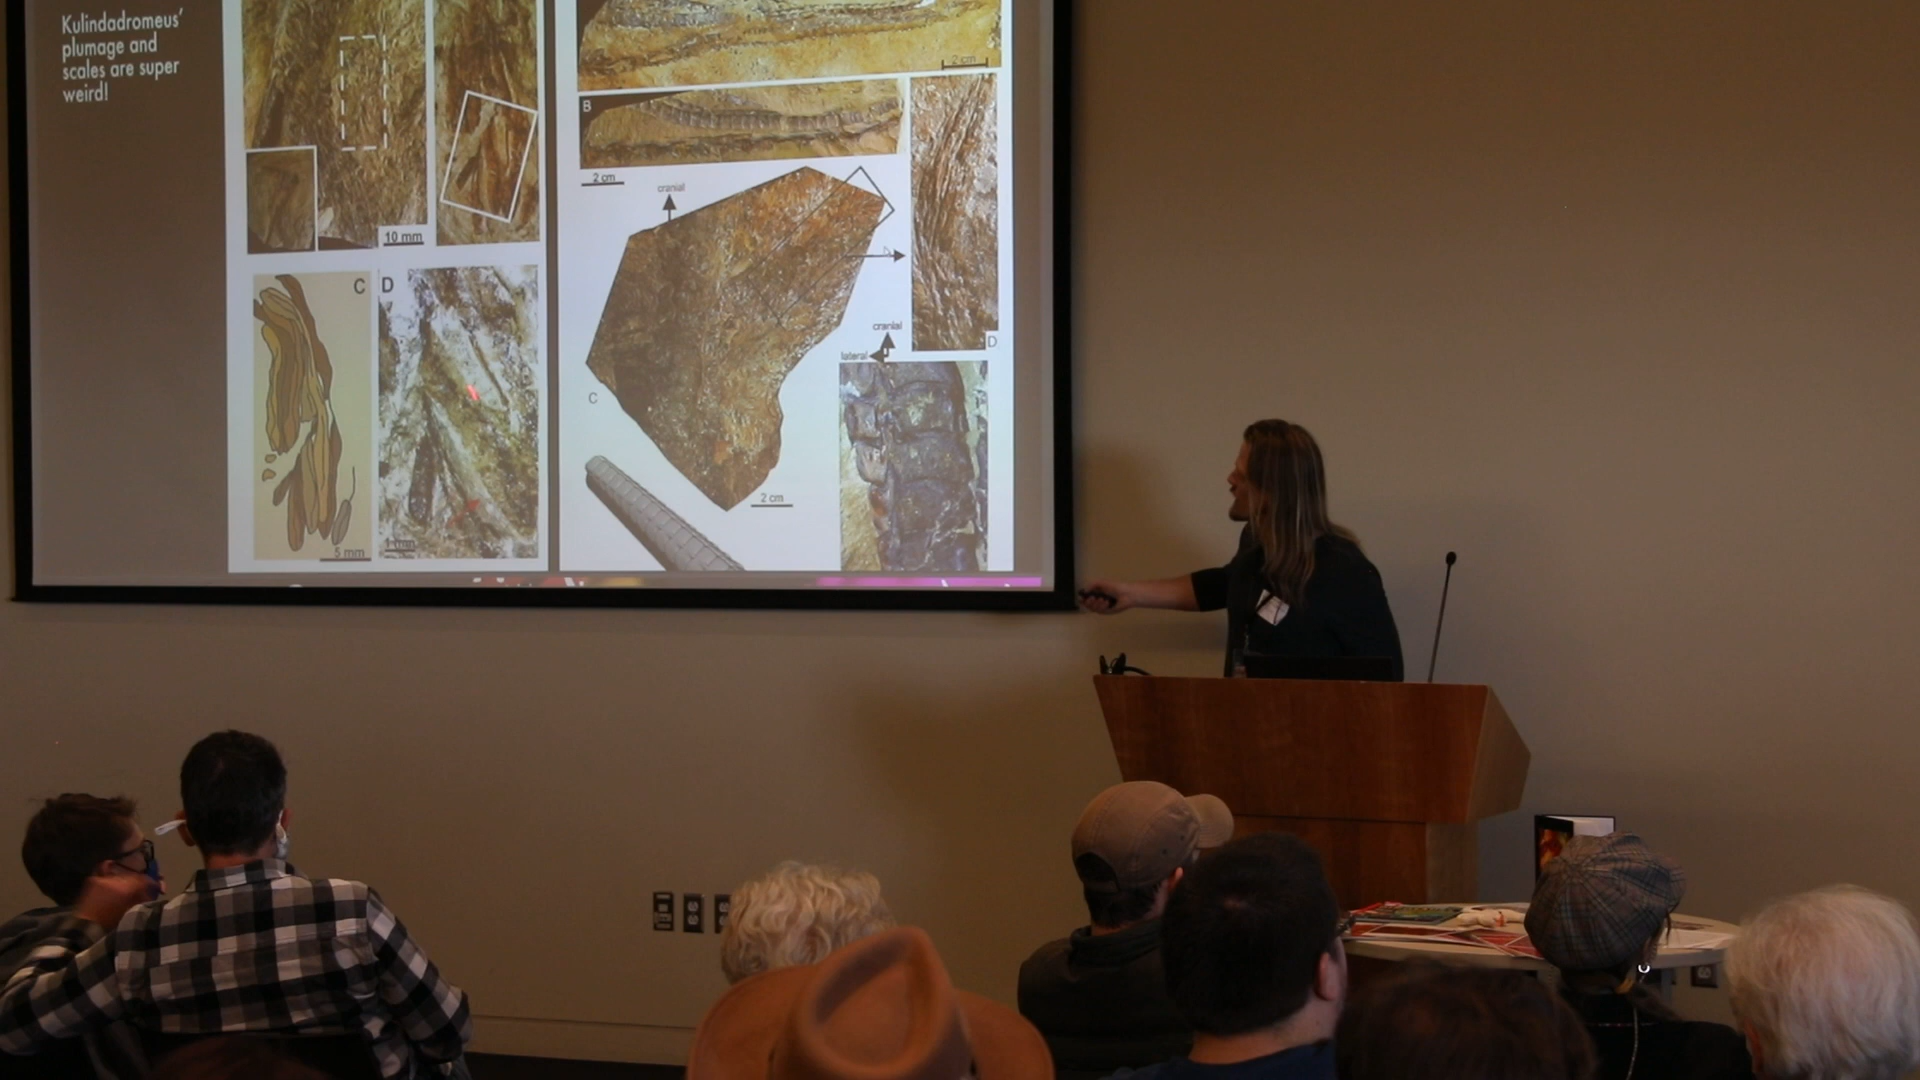 Kulindadromeus'
plumage and
scales are super
weird!
10 mm
C
D
5 mm
1 mm
2 cm
B
2 cm
cranial
cranial
lateral
D
C
2 cm